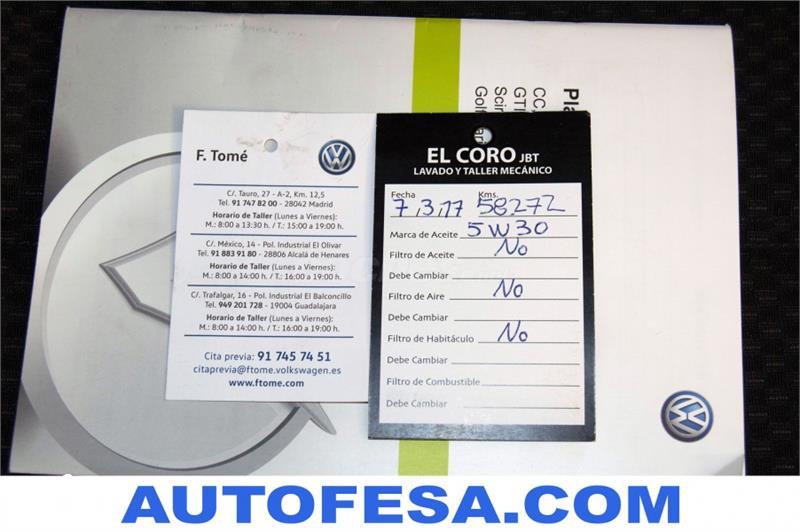 Pla
CC,
GTI
Scir
Golf
F. Tomé
C/. Tauro, 27 - A-2, Km. 12,5
Tel. 91 747 82 00 - 28042 Madrid
Horario de Taller (Lunes a Viernes):
M.: 8:00 a 13:30 h. / T.: 15:00 a 19:00 h.
C/. México, 14 - Pol. Industrial El Olivar
Tel. 91 883 91 80 - 28806 Alcalá de Henares
Horario de Taller (Lunes a Viernes):
M.: 8:00 a 14:00 h. / T.: 16:00 a 19:00 h.
C/. Trafalgar, 16 - Pol. Industrial El Balconcillo
Tel. 949 201 728 - 19004 Guadalajara
Horario de Taller (Lunes a Viernes):
M.: 8:00 a 14:00 h. / T.: 16:00 a 19:00 h.
Cita previa: 91 745 74 51
citaprevia@ftome.volkswagen.es
www.ftome.com
EL CORO JBT
LAVADO Y TALLER MECÁNICO
Fecha 7,3,17 Kms. 58272
Marca de Aceite 5W30
Filtro de Aceite No
Debe Cambiar
Filtro de Aire No
Debe Cambiar
Filtro de Habitáculo No
Debe Cambiar
Filtro de Combustible
Debe Cambiar
AUTOFESA.COM